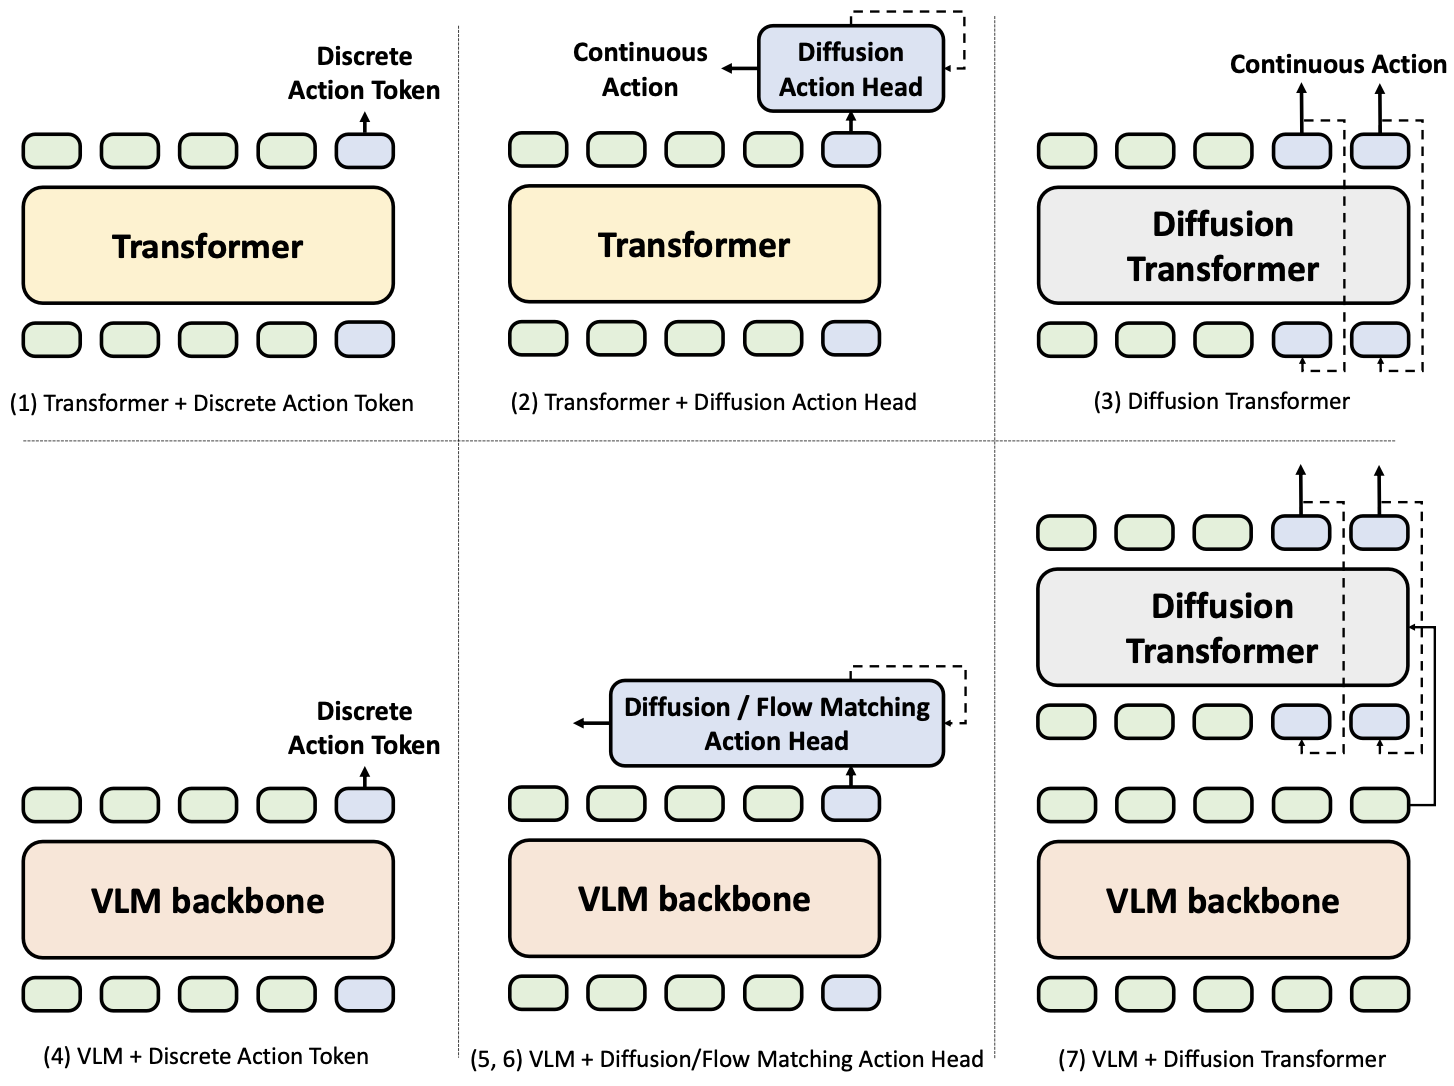 Discrete
Action Token
Transformer
(1) Transformer + Discrete Action Token
Continuous
Action
Diffusion
Action Head
Transformer
(2) Transformer + Diffusion Action Head
Continuous Action
Diffusion
Transformer
(3) Diffusion Transformer
Discrete
Action Token
VLM backbone
(4) VLM + Discrete Action Token
Diffusion / Flow Matching
Action Head
VLM backbone
(5, 6) VLM + Diffusion/Flow Matching Action Head
Diffusion
Transformer
VLM backbone
(7) VLM + Diffusion Transformer